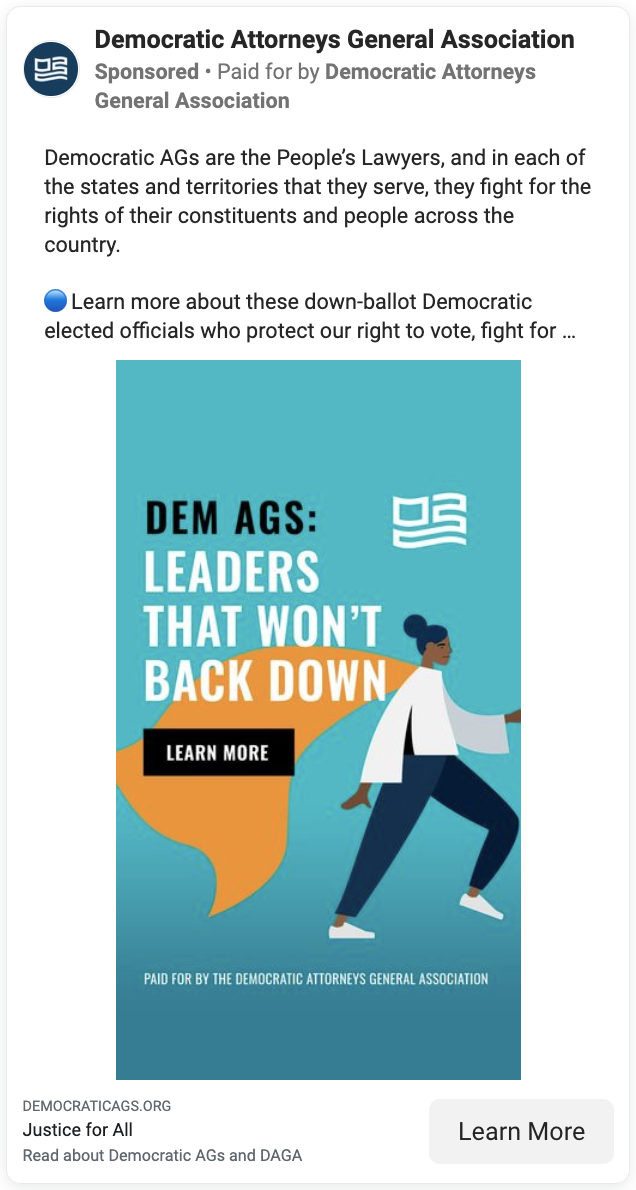 Democratic Attorneys General Association
Sponsored • Paid for by Democratic Attorneys
General Association
Democratic AGs are the People’s Lawyers, and in each of
the states and territories that they serve, they fight for the
rights of their constituents and people across the
country.
🔵 Learn more about these down-ballot Democratic
elected officials who protect our right to vote, fight for ...
DEM AGS:
LEADERS
THAT WON’T
BACK DOWN
LEARN MORE
PAID FOR BY THE DEMOCRATIC ATTORNEYS GENERAL ASSOCIATION
DEMOCRATICAGS.ORG
Justice for All
Read about Democratic AGs and DAGA
Learn More